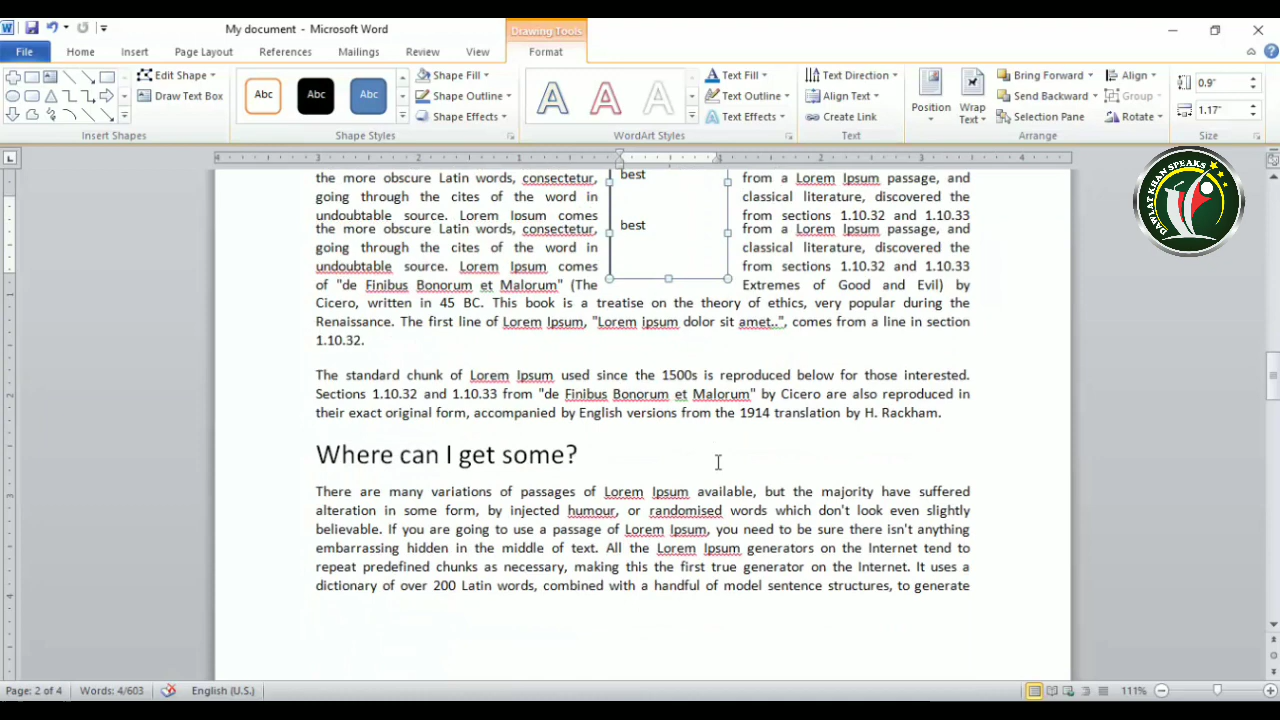 My document - Microsoft Word
Drawing Tools
File Home Insert Page Layout References Mailings Review View Format
Edit Shape
Draw Text Box
Insert Shapes
Abc Abc Abc
Shape Fill
Shape Outline
Shape Effects
Shape Styles
A A A
Text Fill
Text Outline
Text Effects
WordArt Styles
Text Direction
Align Text
Create Link
Text
Position
Wrap Text
Bring Forward
Send Backward
Selection Pane
Align
Group
Rotate
Arrange
0.9"
1.17"
Size
4 3 2 1 1 2 3 4
DAWLAT KHAN SPEAKS
the more obscure Latin words, consectetur, best from a Lorem Ipsum passage, and
going through the cites of the word in classical literature, discovered the
undoubtable source. Lorem Ipsum comes from sections 1.10.32 and 1.10.33
the more obscure Latin words, consectetur, best from a Lorem Ipsum passage, and
going through the cites of the word in classical literature, discovered the
undoubtable source. Lorem Ipsum comes from sections 1.10.32 and 1.10.33
of "de Finibus Bonorum et Malorum" (The Extremes of Good and Evil) by
Cicero, written in 45 BC. This book is a treatise on the theory of ethics, very popular during the
Renaissance. The first line of Lorem Ipsum, "Lorem ipsum dolor sit amet..", comes from a line in section
1.10.32.
The standard chunk of Lorem Ipsum used since the 1500s is reproduced below for those interested.
Sections 1.10.32 and 1.10.33 from "de Finibus Bonorum et Malorum" by Cicero are also reproduced in
their exact original form, accompanied by English versions from the 1914 translation by H. Rackham.
Where can I get some?
There are many variations of passages of Lorem Ipsum available, but the majority have suffered
alteration in some form, by injected humour, or randomised words which don't look even slightly
believable. If you are going to use a passage of Lorem Ipsum, you need to be sure there isn't anything
embarrassing hidden in the middle of text. All the Lorem Ipsum generators on the Internet tend to
repeat predefined chunks as necessary, making this the first true generator on the Internet. It uses a
dictionary of over 200 Latin words, combined with a handful of model sentence structures, to generate
Page: 2 of 4 Words: 4/603 English (U.S.) 111%